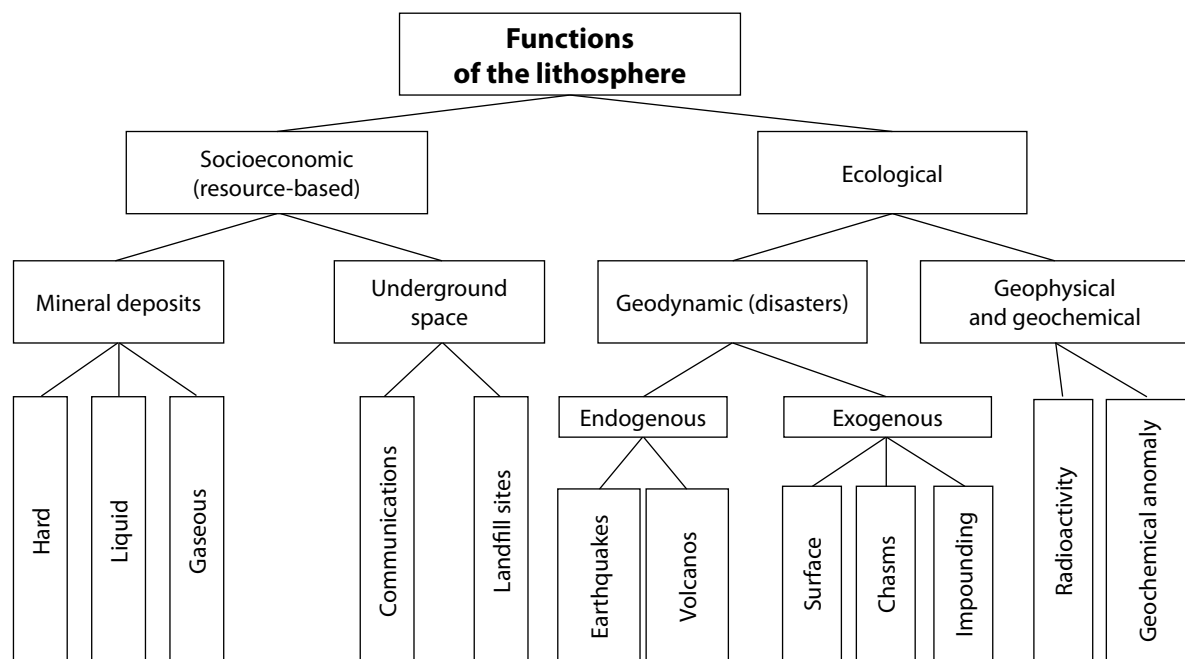 Functions
of the lithosphere
Socioeconomic
(resource-based)
Ecological
Mineral deposits
Underground
space
Geodynamic (disasters)
Geophysical
and geochemical
Endogenous
Exogenous
Hard
Liquid
Gaseous
Communications
Landfill sites
Earthquakes
Volcanos
Surface
Chasms
Impounding
Radioactivity
Geochemical anomaly